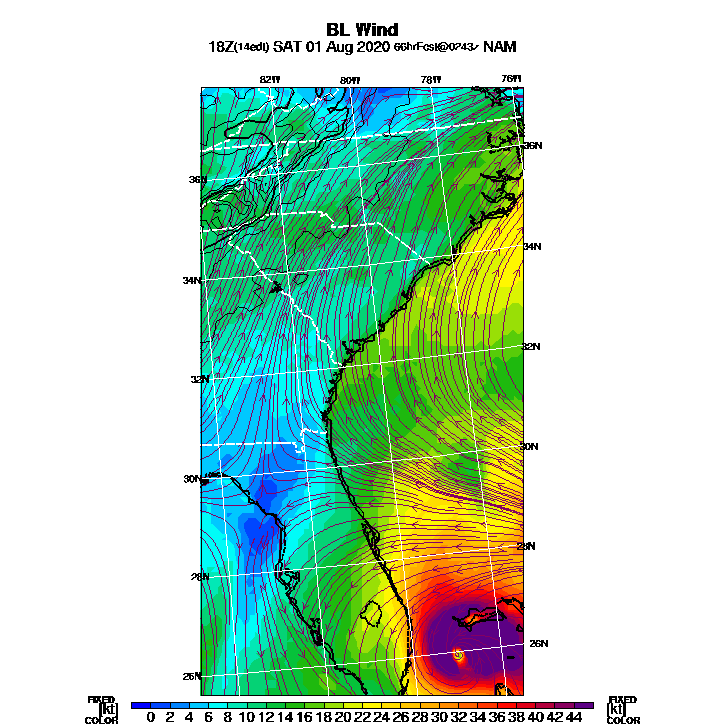 BL Wind
18Z(14edt) SAT 01 Aug 2020 66hrFcst@0243z NAM
82W 80W 78W 76W
36N
36N
34N
34N
32N
32N
30N
30N
28N
28N
26N
26N
FIXED FIXED
[kt] 0 2 4 6 8 10 12 14 16 18 20 22 24 26 28 30 32 34 36 38 40 42 44 [kt]
COLOR COLOR